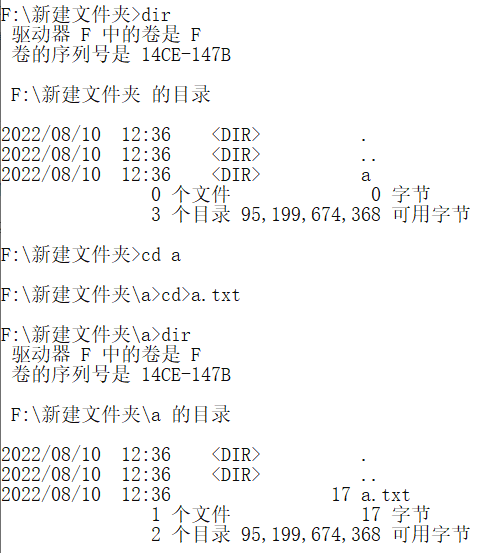 F:\新建文件夹>dir
 驱动器 F 中的卷是 F
 卷的序列号是 14CE-147B

 F:\新建文件夹 的目录

2022/08/10  12:36    <DIR>          .
2022/08/10  12:36    <DIR>          ..
2022/08/10  12:36    <DIR>          a
               0 个文件              0 字节
               3 个目录 95,199,674,368 可用字节

F:\新建文件夹>cd a

F:\新建文件夹\a>cd>a.txt

F:\新建文件夹\a>dir
 驱动器 F 中的卷是 F
 卷的序列号是 14CE-147B

 F:\新建文件夹\a 的目录

2022/08/10  12:36    <DIR>          .
2022/08/10  12:36    <DIR>          ..
2022/08/10  12:36                17 a.txt
               1 个文件             17 字节
               2 个目录 95,199,674,368 可用字节